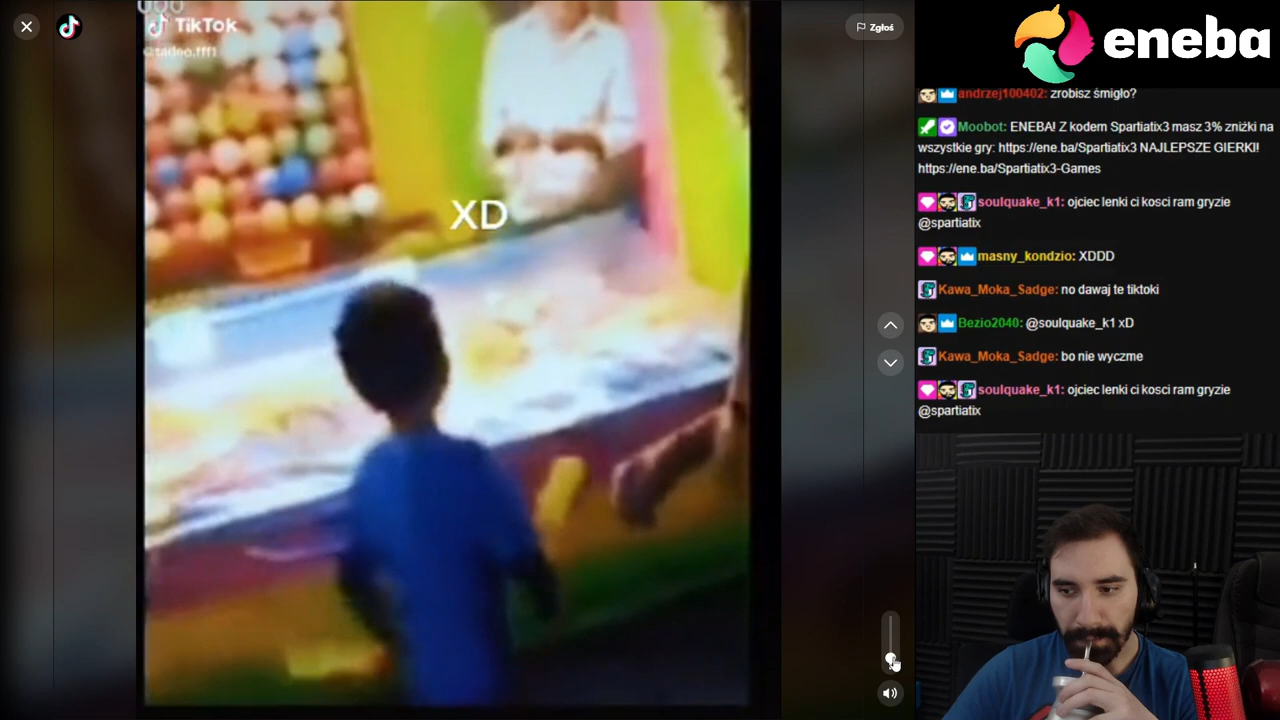 TikTok
@tadeo.fff1
XD
Zgłoś
eneba
andrzej100402: zrobisz śmigło?
Moobot: ENEBA! Z kodem Spartiatix3 masz 3% zniżki na
wszystkie gry: https://ene.ba/Spartiatix3 NAJLEPSZE GIERKI!
https://ene.ba/Spartiatix3-Games
soulquake_k1: ojciec lenki ci kosci ram gryzie
@spartiatix
masny_kondzio: XDDD
Kawa_Moka_Sadge: no dawaj te tiktoki
Bezio2040: @soulquake_k1 xD
Kawa_Moka_Sadge: bo nie wyczme
soulquake_k1: ojciec lenki ci kosci ram gryzie
@spartiatix